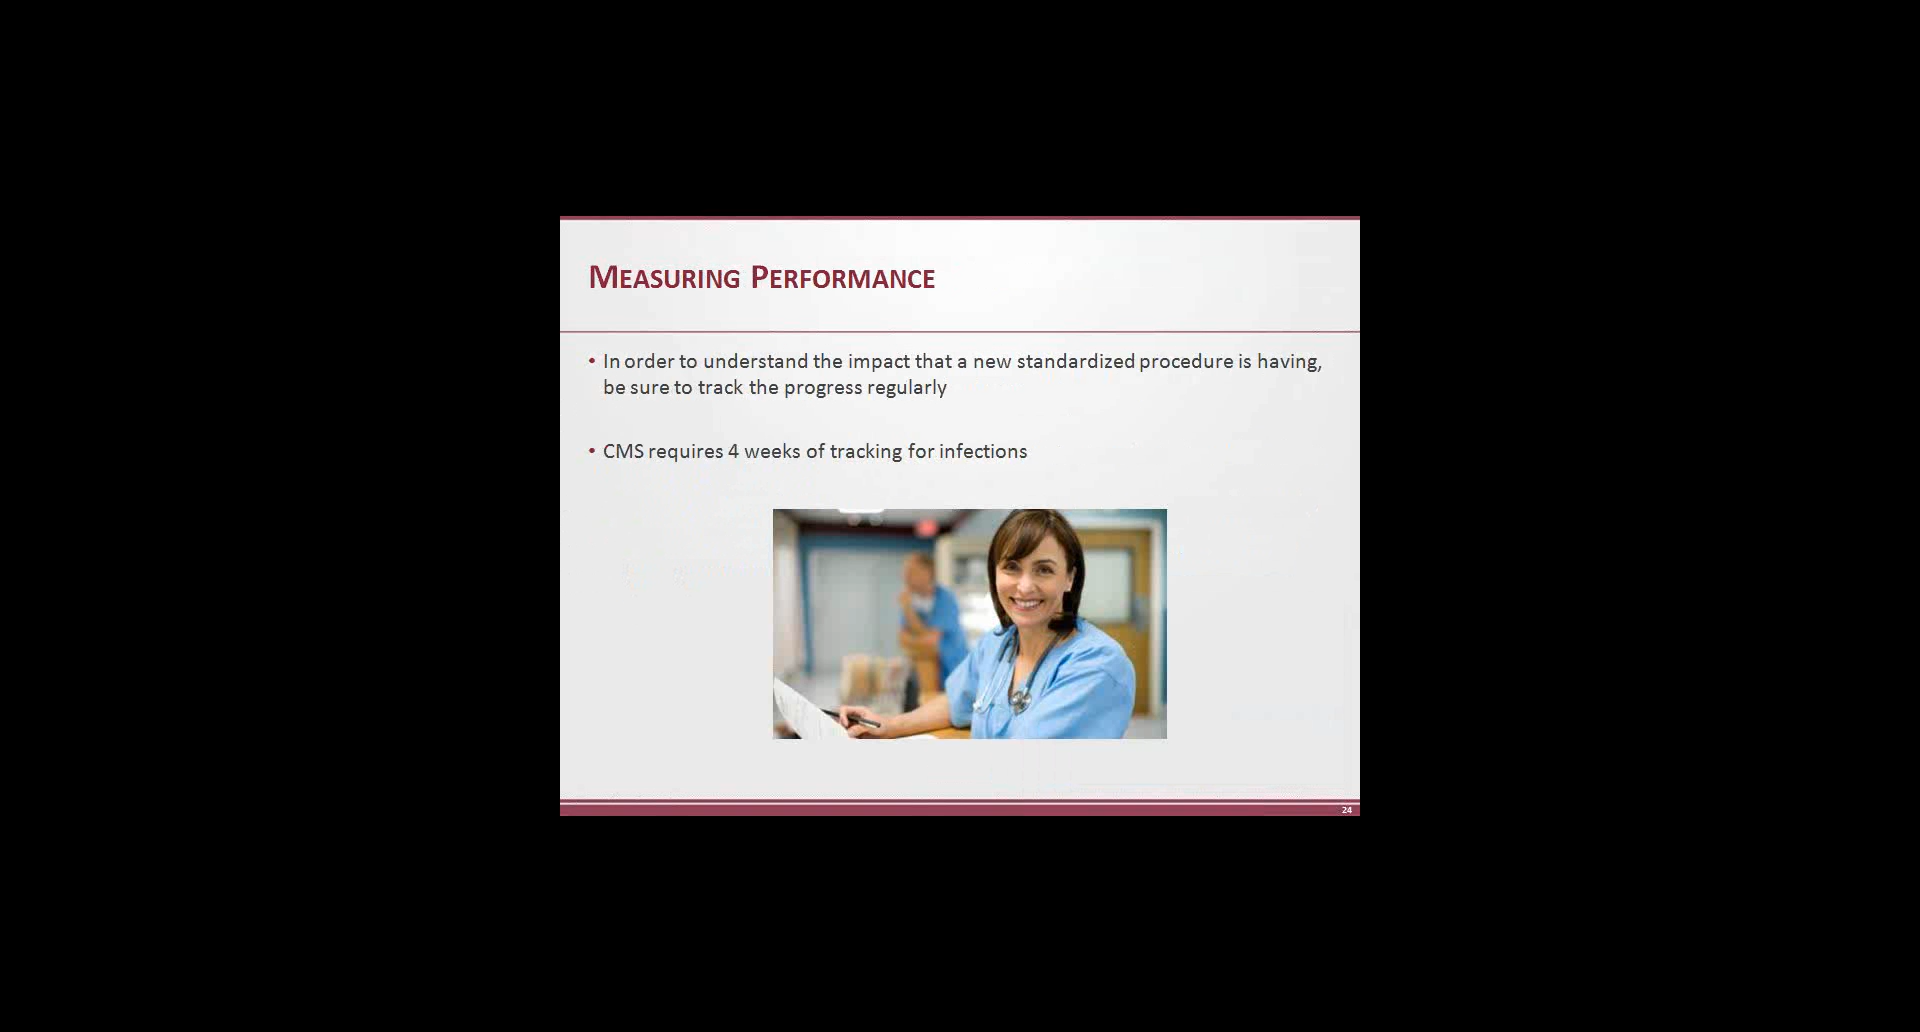 MEASURING PERFORMANCE
• In order to understand the impact that a new standardized procedure is having,
be sure to track the progress regularly
• CMS requires 4 weeks of tracking for infections
24